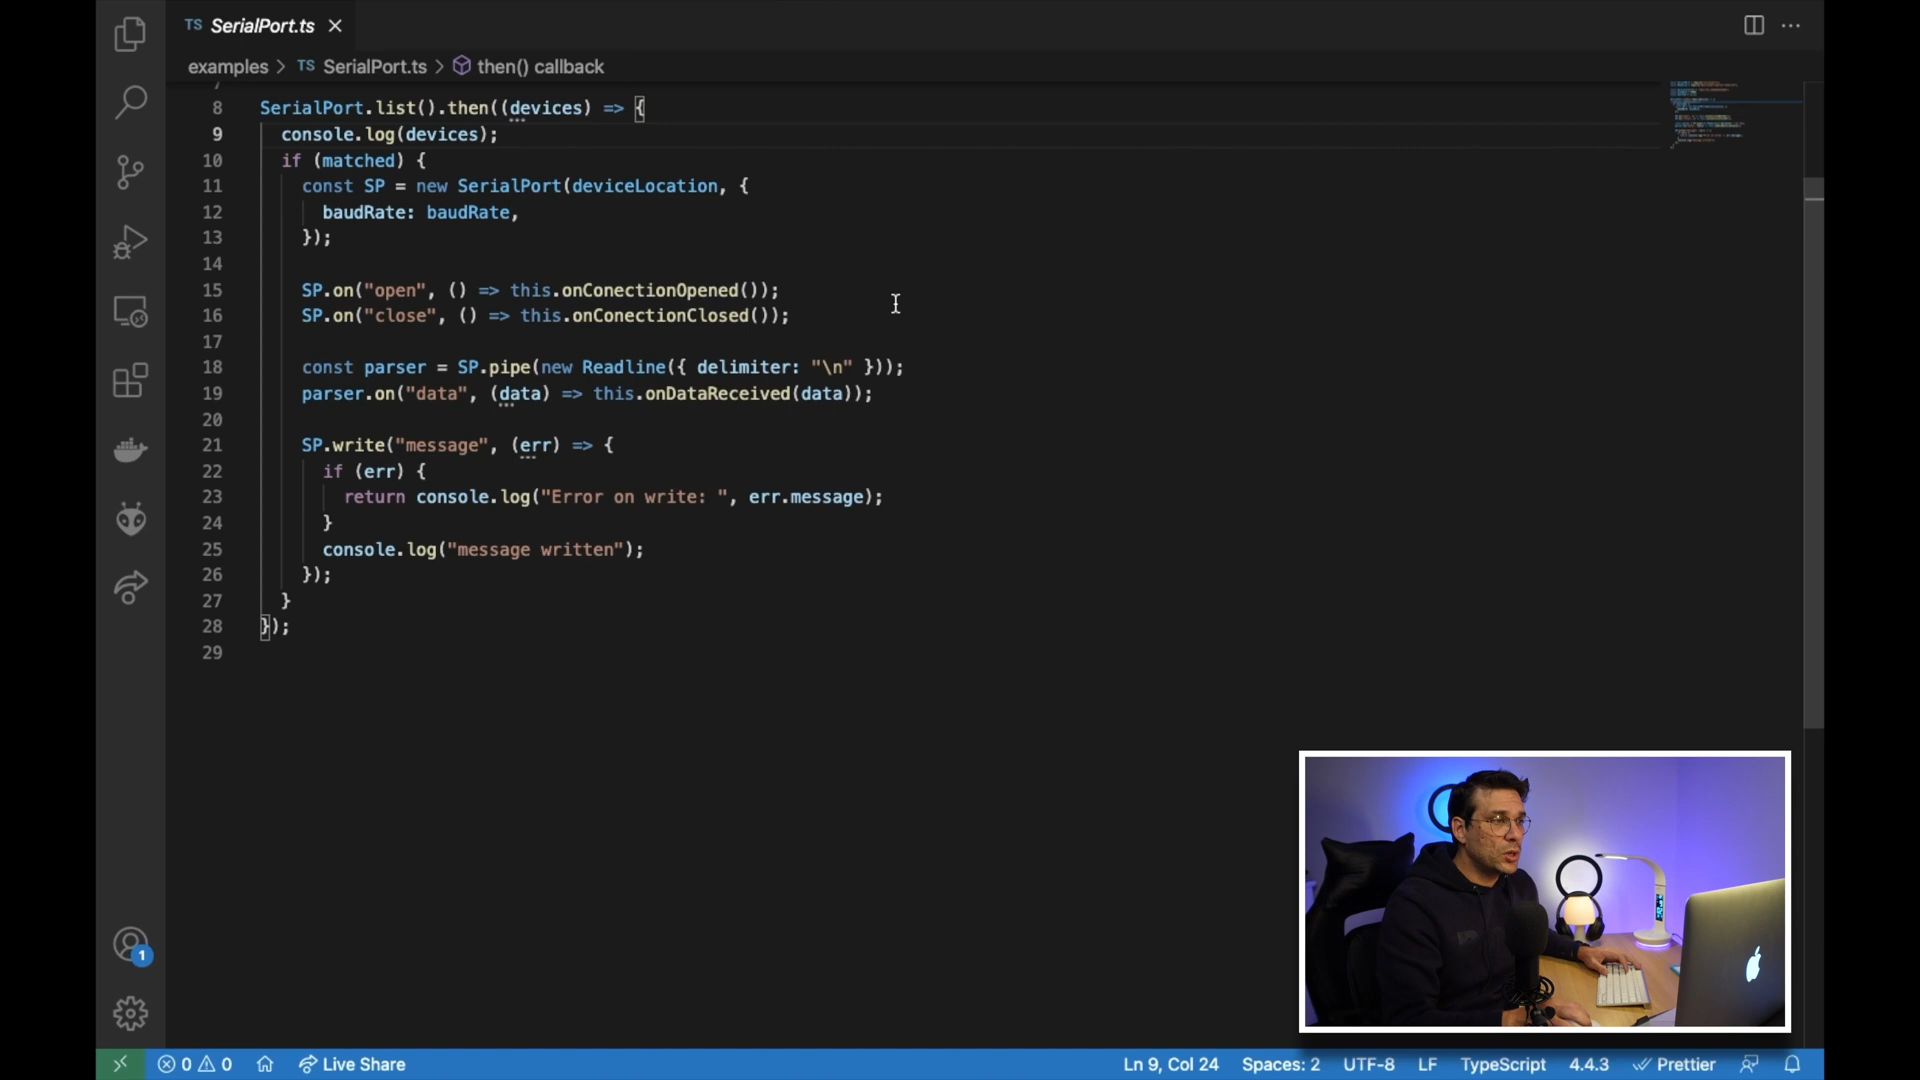 TS SerialPort.ts
examples > TS SerialPort.ts > then() callback
7
8 SerialPort.list().then((devices) => {
9 console.log(devices);
10 if (matched) {
11 const SP = new SerialPort(deviceLocation, {
12 baudRate: baudRate,
13 });
14
15 SP.on("open", () => this.onConectionOpened());
16 SP.on("close", () => this.onConectionClosed());
17
18 const parser = SP.pipe(new Readline({ delimiter: "\n" }));
19 parser.on("data", (data) => this.onDataReceived(data));
20
21 SP.write("message", (err) => {
22 if (err) {
23 return console.log("Error on write: ", err.message);
24 }
25 console.log("message written");
26 });
27 }
28 });
29
1
0 0 Live Share Ln 9, Col 24 Spaces: 2 UTF-8 LF TypeScript 4.4.3 Prettier